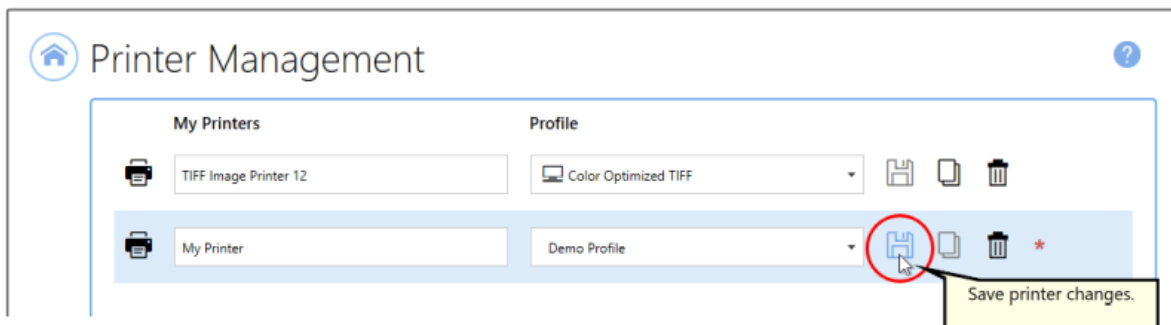 Printer Management
?
My Printers Profile
TIFF Image Printer 12 Color Optimized TIFF
My Printer Demo Profile *
Save printer changes.